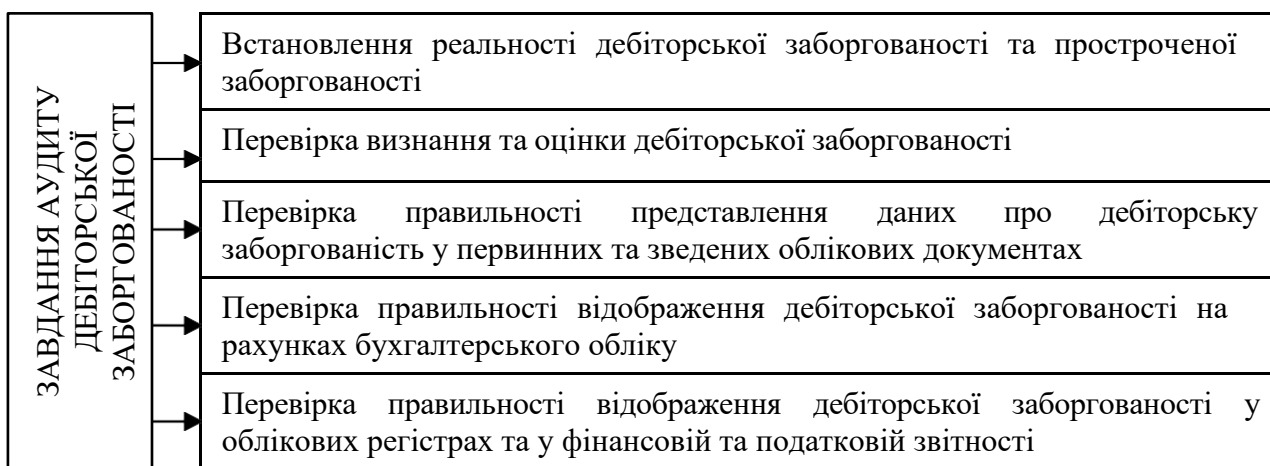 ЗАВДАННЯ АУДИТУ
ДЕБІТОРСЬКОЇ
ЗАБОРГОВАНОСТІ
Встановлення реальності дебіторської заборгованості та простроченої
заборгованості
Перевірка визнання та оцінки дебіторської заборгованості
Перевірка правильності представлення даних про дебіторську
заборгованість у первинних та зведених облікових документах
Перевірка правильності відображення дебіторської заборгованості на
рахунках бухгалтерського обліку
Перевірка правильності відображення дебіторської заборгованості у
облікових регістрах та у фінансовій та податковій звітності